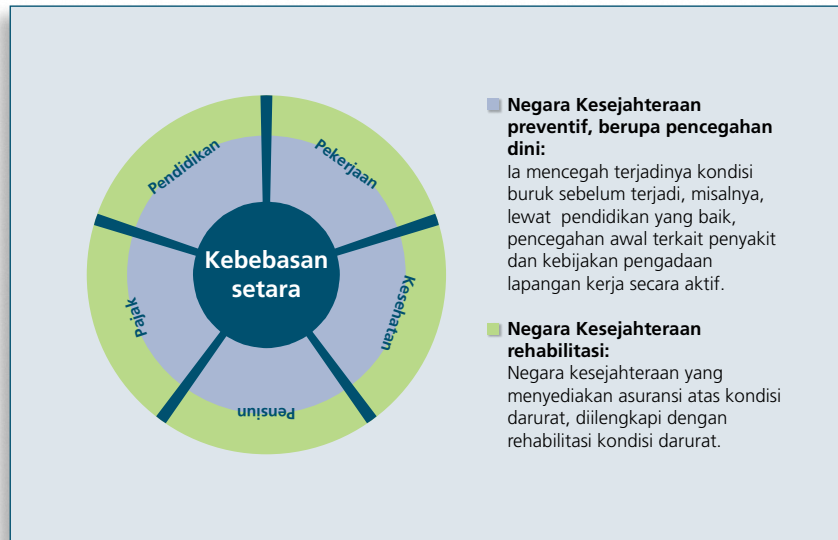 Pendidikan
Pekerjaan
Kesehatan
Pensiun
Pajak
Kebebasan
setara
Negara Kesejahteraan
preventif, berupa pencegahan
dini:
Ia mencegah terjadinya kondisi
buruk sebelum terjadi, misalnya,
lewat pendidikan yang baik,
pencegahan awal terkait penyakit
dan kebijakan pengadaan
lapangan kerja secara aktif.
Negara Kesejahteraan
rehabilitasi:
Negara kesejahteraan yang
menyediakan asuransi atas kondisi
darurat, diilengkapi dengan
rehabilitasi kondisi darurat.